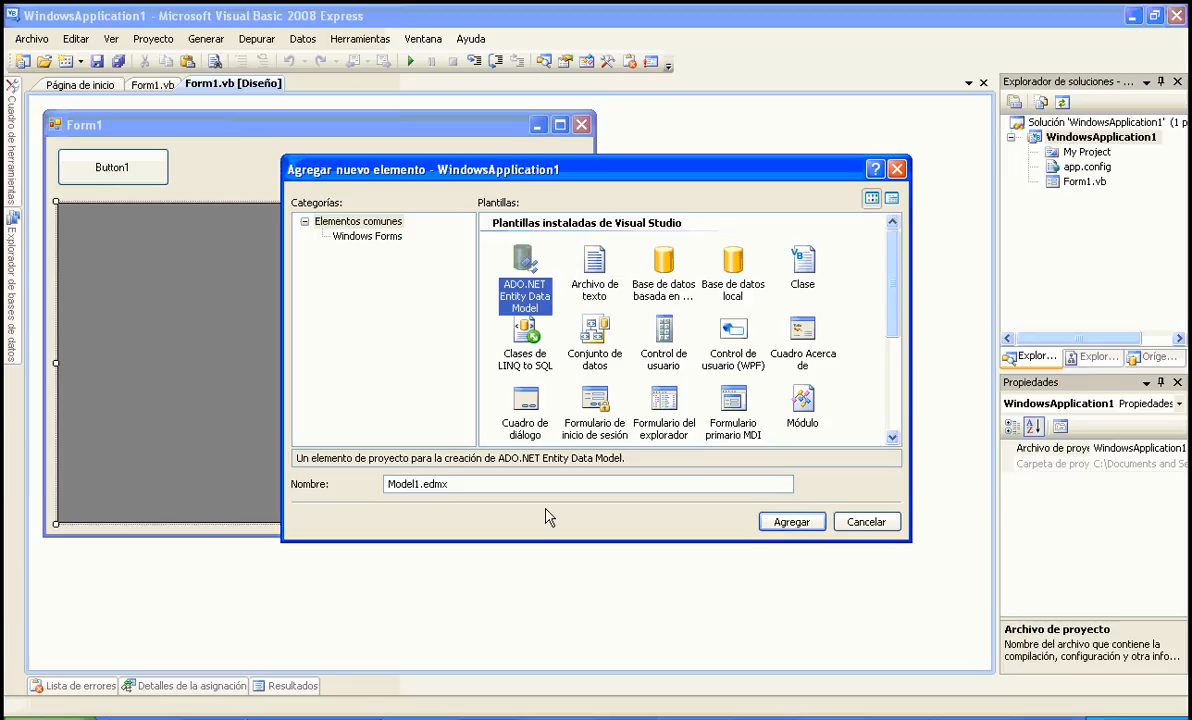 WindowsApplication1 - Microsoft Visual Basic 2008 Express
Archivo Editar Ver Proyecto Generar Depurar Datos Herramientas Ventana Ayuda
Página de inicio Form1.vb Form1.vb [Diseño]
Cuadro de herramientas
Explorador de bases de datos
Form1
Button1
Agregar nuevo elemento - WindowsApplication1
Categorías:
Plantillas:
Elementos comunes
Windows Forms
Plantillas instaladas de Visual Studio
ADO.NET Entity Data Model
Archivo de texto
Base de datos basada en ...
Base de datos local
Clase
Clases de LINQ to SQL
Conjunto de datos
Control de usuario
Control de usuario (WPF)
Cuadro Acerca de
Cuadro de diálogo
Formulario de inicio de sesión
Formulario del explorador
Formulario primario MDI
Módulo
Un elemento de proyecto para la creación de ADO.NET Entity Data Model.
Nombre: Model1.edmx
Agregar Cancelar
Explorador de soluciones - ...
Solución 'WindowsApplication1' (1 p
WindowsApplication1
My Project
app.config
Form1.vb
Explor... Explor... Oríge...
Propiedades
WindowsApplication1 Propiedades
Archivo de proye WindowsApplication1
Carpeta de proy C:\Documents and Se
Archivo de proyecto
Nombre del archivo que contiene la
compilación, configuración y otra info...
Lista de errores Detalles de la asignación Resultados